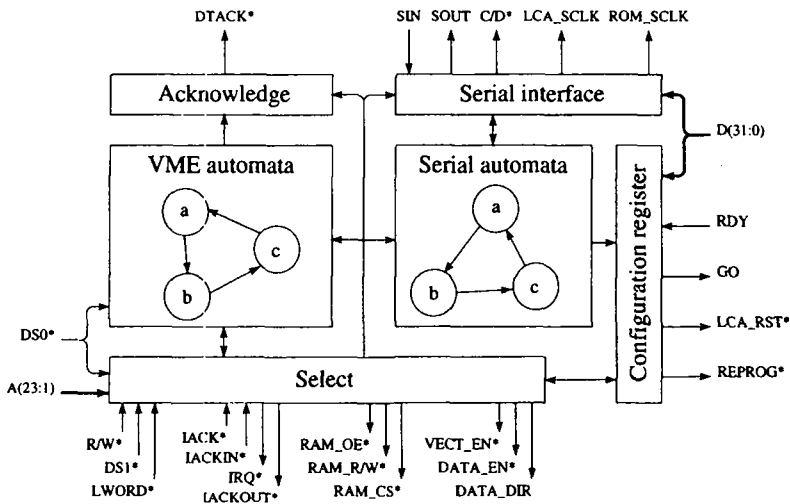 DTACK* SIN SOUT C/D* LCA_SCLK ROM_SCLK
Acknowledge
Serial interface
D(31:0)
VME automata
a
c
b
Serial automata
a
b
c
Configuration register
RDY
GO
LCA_RST*
REPROG*
DS0*
A(23:1)
Select
R/W*
DS1*
LWORD*
IACK*
IACKIN*
IRQ*
IACKOUT*
RAM_OE*
RAM_R/W*
RAM_CS*
VECT_EN*
DATA_EN*
DATA_DIR